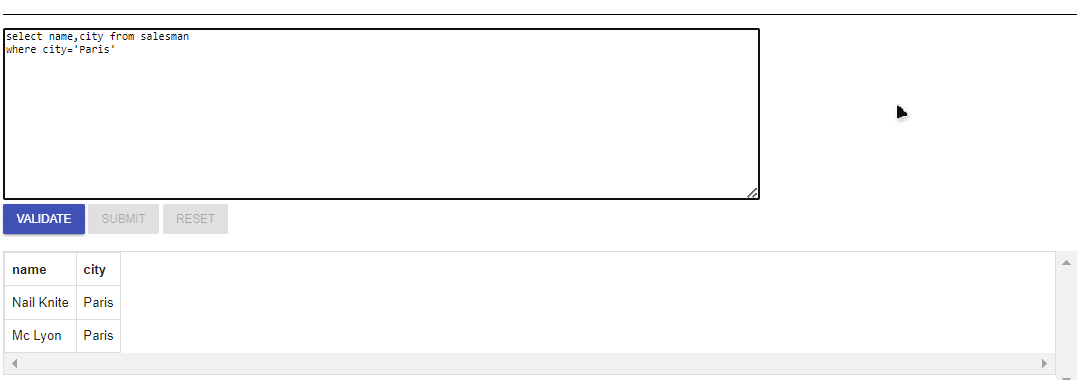 select name,city from salesman
where city='Paris'
VALIDATE SUBMIT RESET
name city
Nail Knite Paris
Mc Lyon Paris